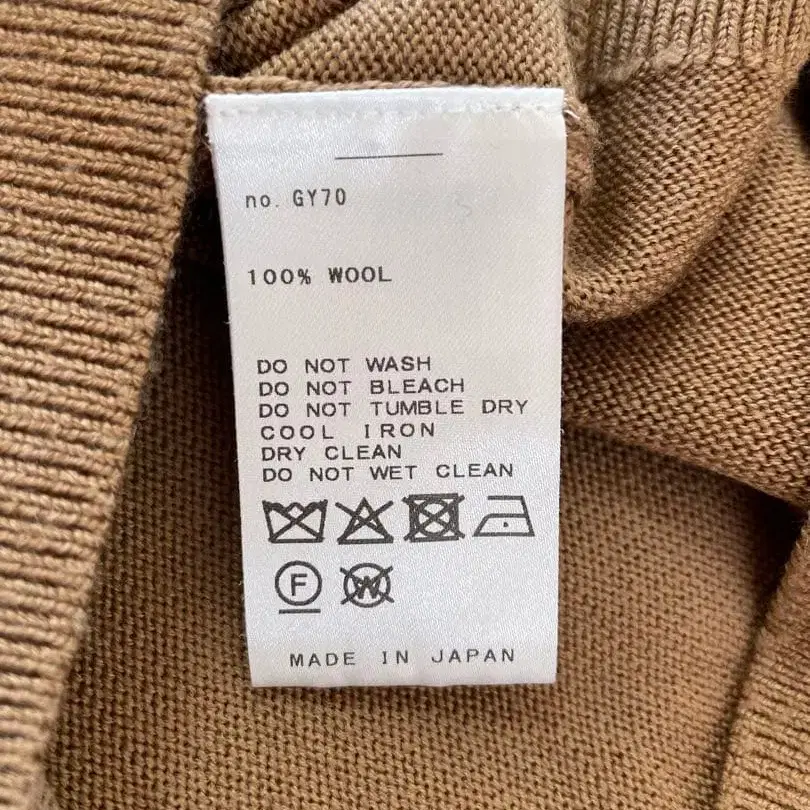 no. GY70
100% WOOL
DO NOT WASH
DO NOT BLEACH
DO NOT TUMBLE DRY
COOL IRON
DRY CLEAN
DO NOT WET CLEAN
F W
MADE IN JAPAN